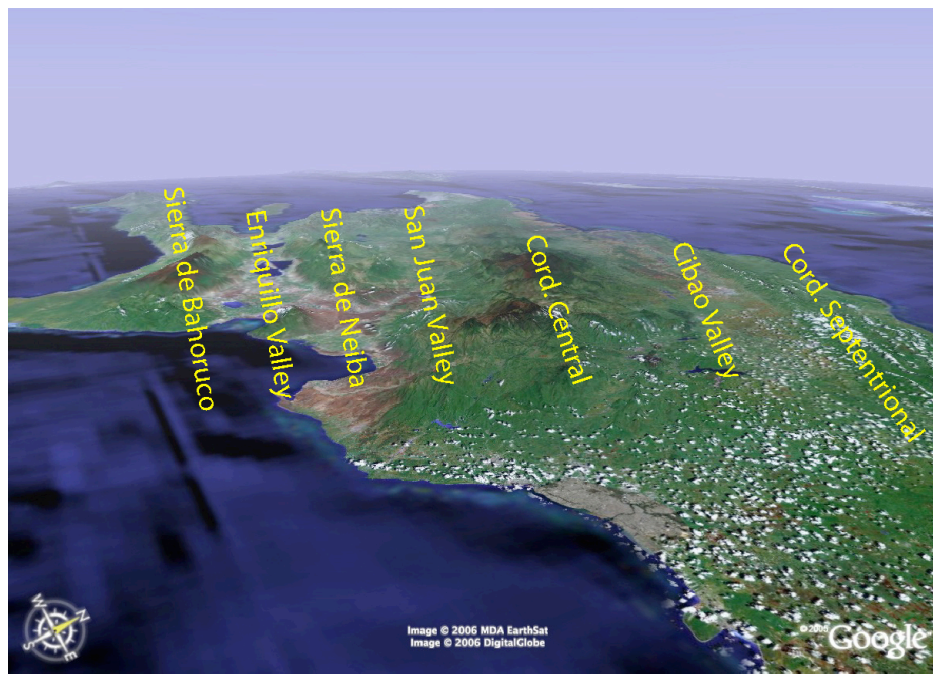 Sierra de Bahoruco
Enriquillo Valley
Sierra de Neiba
San Juan Valley
Cord. Central
Cibao Valley
Cord. Septentrional
W
N
S
E
Image © 2006 MDA EarthSat
Image © 2006 DigitalGlobe
© 2006
Google